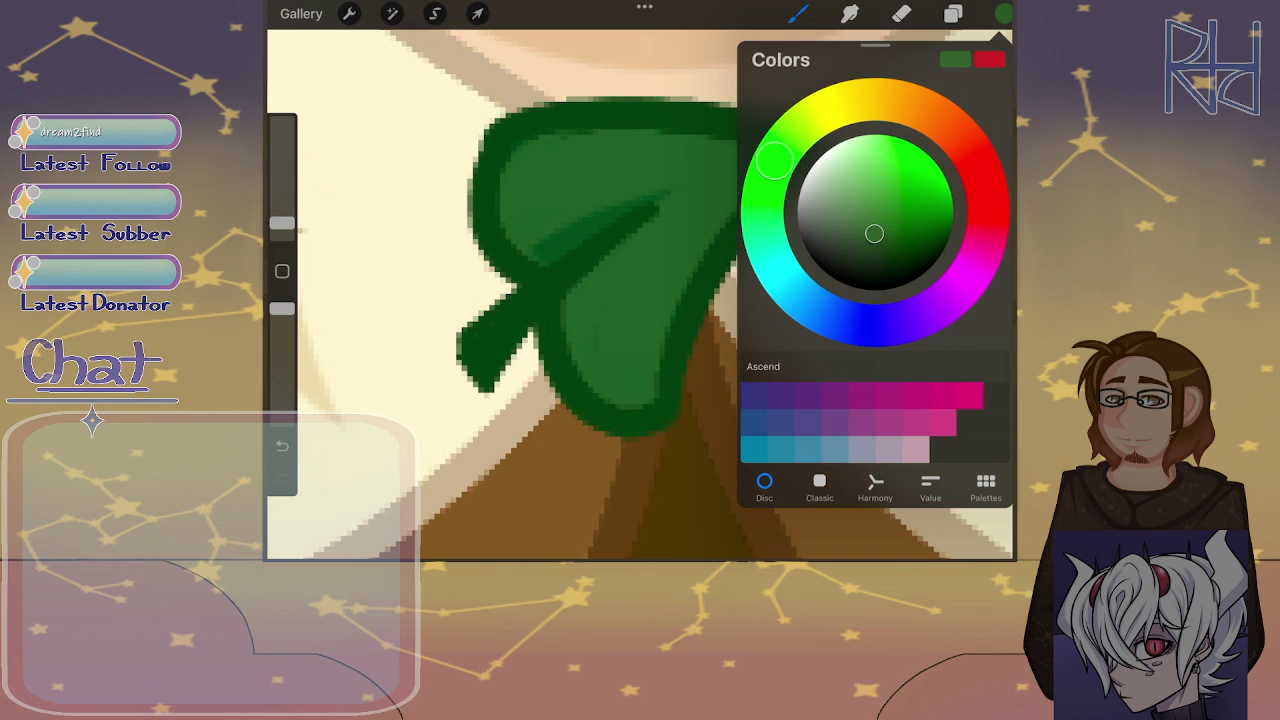 Gallery
Colors
dream2find
Latest Follow
Latest Subber
Latest Donator
Chat
Ascend
Disc
Classic
Harmony
Value
Palettes